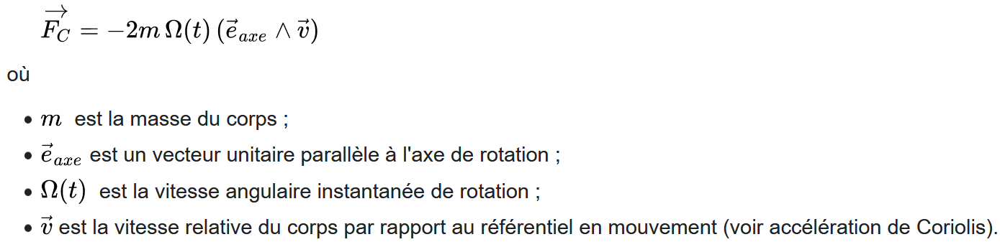 $\overrightarrow{F_C} = -2m\,\Omega(t)\,(\vec{e}_{axe} \wedge \vec{v})$
où
• $m$ est la masse du corps ;
• $\vec{e}_{axe}$ est un vecteur unitaire parallèle à l'axe de rotation ;
• $\Omega(t)$ est la vitesse angulaire instantanée de rotation ;
• $\vec{v}$ est la vitesse relative du corps par rapport au référentiel en mouvement (voir accélération de Coriolis).